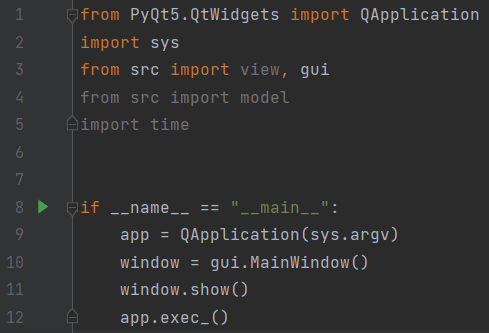 1 from PyQt5.QtWidgets import QApplication
2 import sys
3 from src import view, gui
4 from src import model
5 import time
6
7
8 if __name__ == "__main__":
9     app = QApplication(sys.argv)
10     window = gui.MainWindow()
11     window.show()
12     app.exec_()